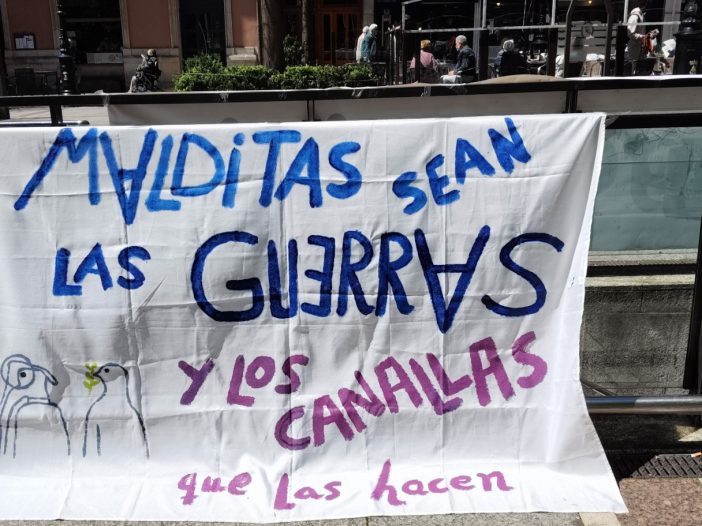 MALDiTAS SEAN
LAS GUERRAS
Y LOS
CANALLAS
que Las hacen